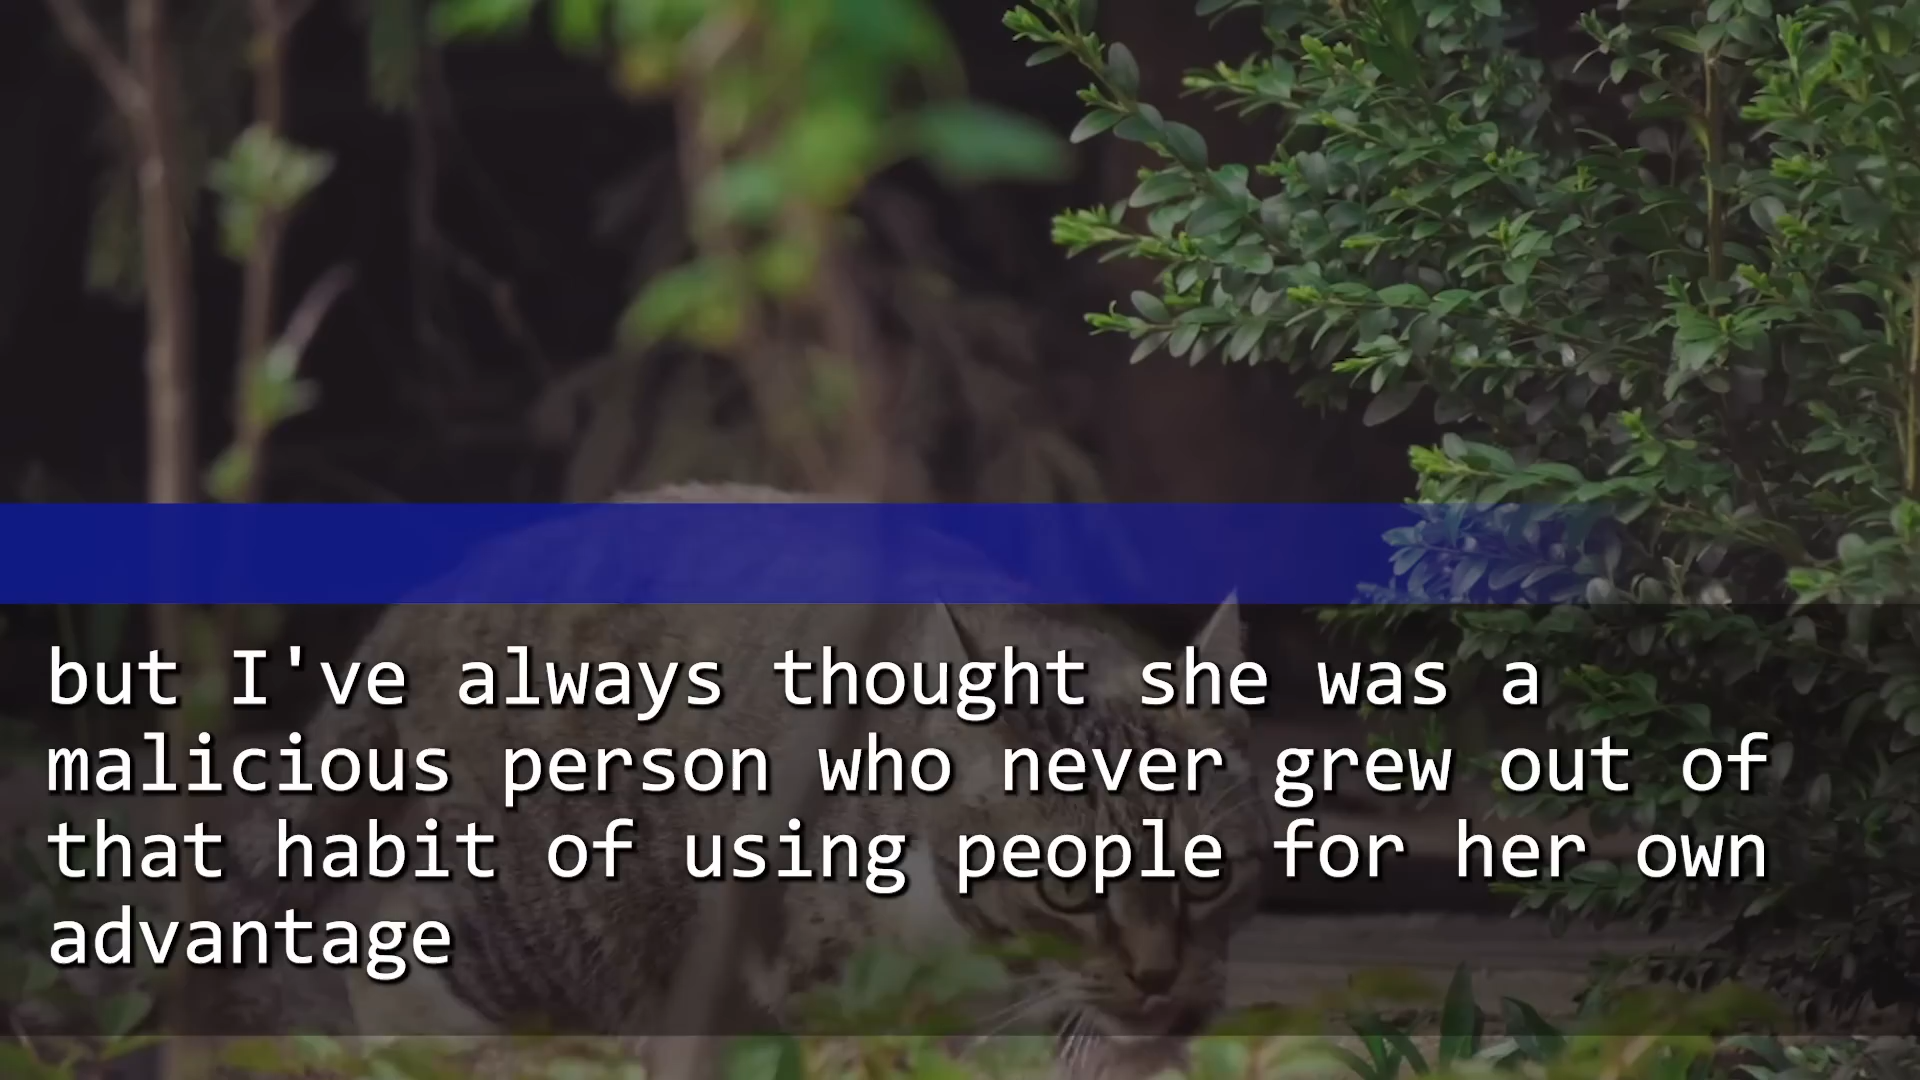 but I've always thought she was a
malicious person who never grew out of
that habit of using people for her own
advantage